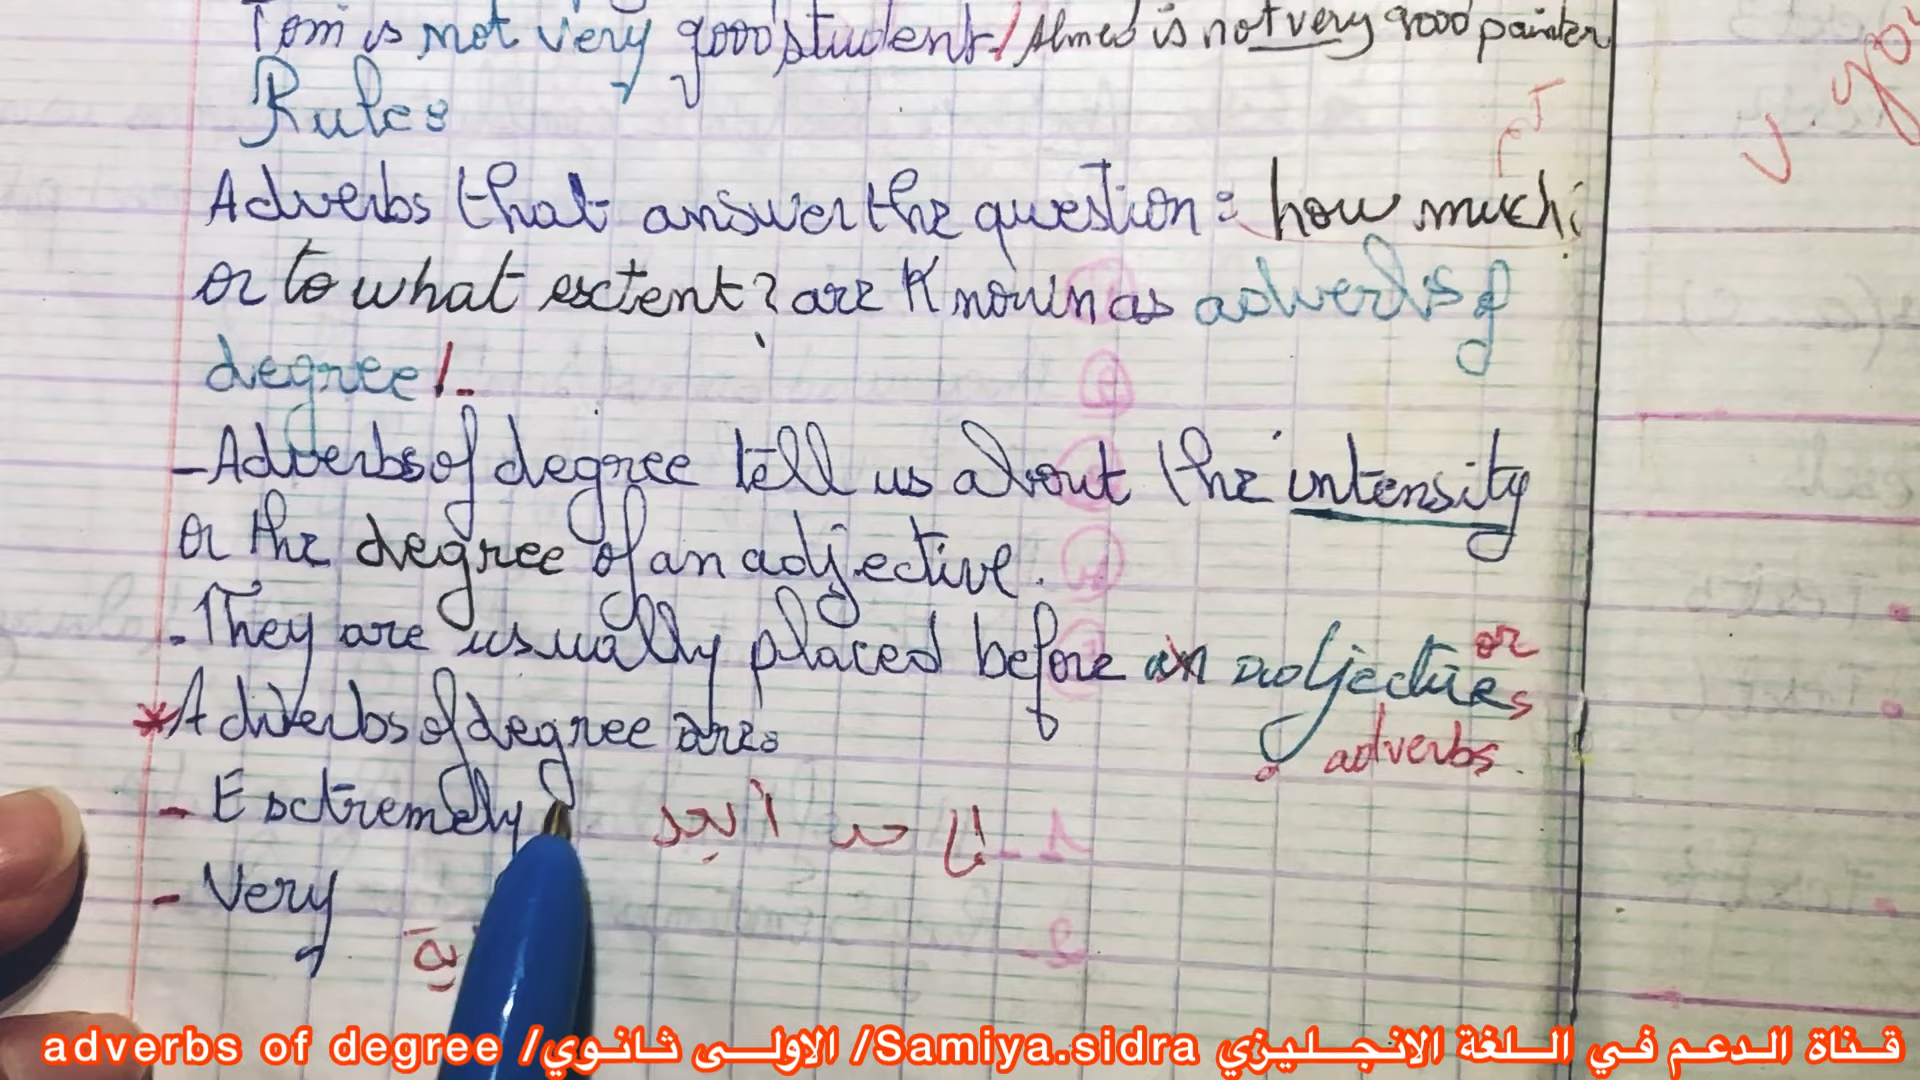 Tom is not very good student / Ahmed is not very good painter
Rule:
Adverbs that answer the question: how much;
or to what extent? are Known as adverbs of
degree /.
- Adverbs of degree tell us about the intensity
or the degree of an adjective.
- They are usually placed before an adjectives or
adverbs.
* Adverbs of degree are:
- Extremely إلى حد أبعد
- Very
adverbs of degree /الاولى ثانوي /Samiya.sidra قناة الدعم في اللغة الانجليزي